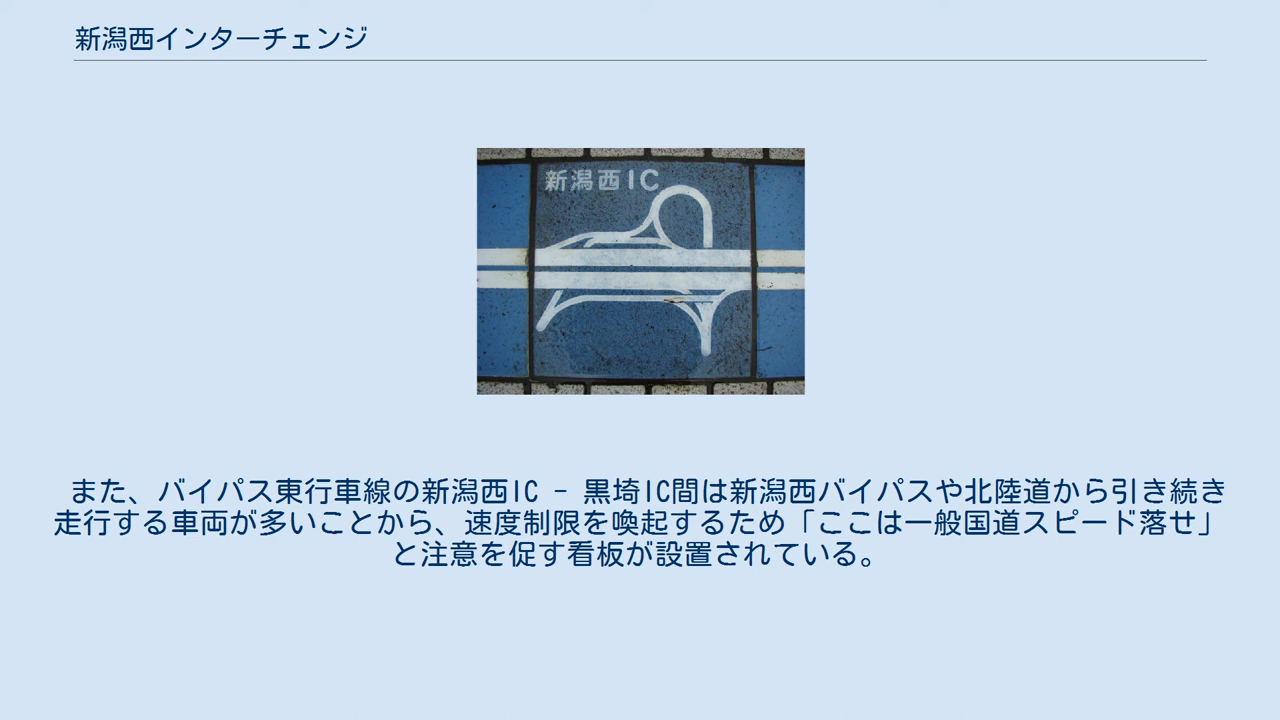 新潟西インターチェンジ
新潟西IC
また、バイパス東行車線の新潟西IC - 黒埼IC間は新潟西バイパスや北陸道から引き続き
走行する車両が多いことから、速度制限を喚起するため「ここは一般国道スピード落せ」
と注意を促す看板が設置されている。